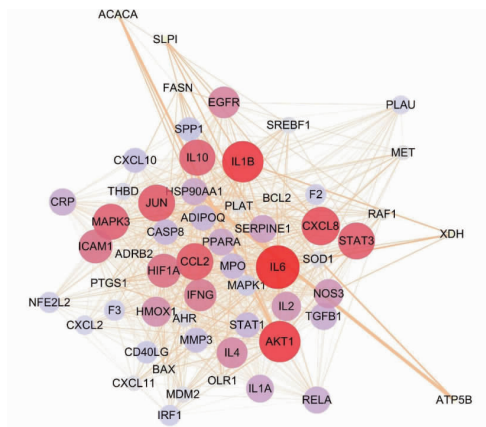 ACACA
SLPI
FASN
EGFR
PLAU
SPP1
SREBF1
MET
CXCL10
IL10
IL1B
THBD
HSP90AA1
BCL2
F2
CRP
JUN
PLAT
RAF1
MAPK3
ADIPOQ
CASP8
SERPINE1
CXCL8
STAT3
XDH
ICAM1
ADRB2
PPARA
SOD1
HIF1A
CCL2
MPO
IL6
PTGS1
MAPK1
NFE2L2
IFNG
NOS3
F3
HMOX1
AHR
IL2
TGFB1
CXCL2
STAT1
MMP3
AKT1
CD40LG
IL4
BAX
CXCL11
OLR1
IL1A
MDM2
RELA
ATP5B
IRF1